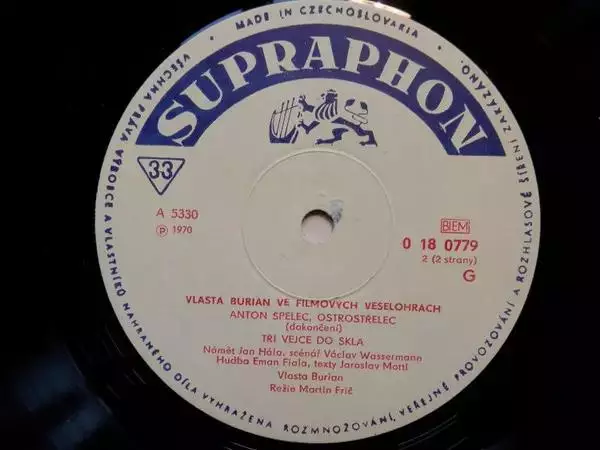 MADE IN CZECHOSLOVAKIA
SUPRAPHON
33
A 5330
Ⓟ 1970
BIEM
0 18 0779
2 (2 strany)
G
VLASTA BURIAN VE FILMOVÝCH VESELOHRÁCH
ANTON ŠPELEC, OSTROSTŘELEC
(dokončení)
TŘI VEJCE DO SKLA
Námět Jan Hála, scénář Václav Wassermann
Hudba Eman Fiala, texty Jaroslav Mottl
Vlasta Burian
Režie Martin Frič
VŠECHNA PRÁVA VÝROBCE A VLASTNÍKŮ NAHRANÉHO DÍLA VYHRAŽENA ROZMNOŽOVÁNÍ, VEŘEJNÉ PROVOZOVÁNÍ A ROZHLASOVÉ ŠÍŘENÍ ZAKÁZÁNO.